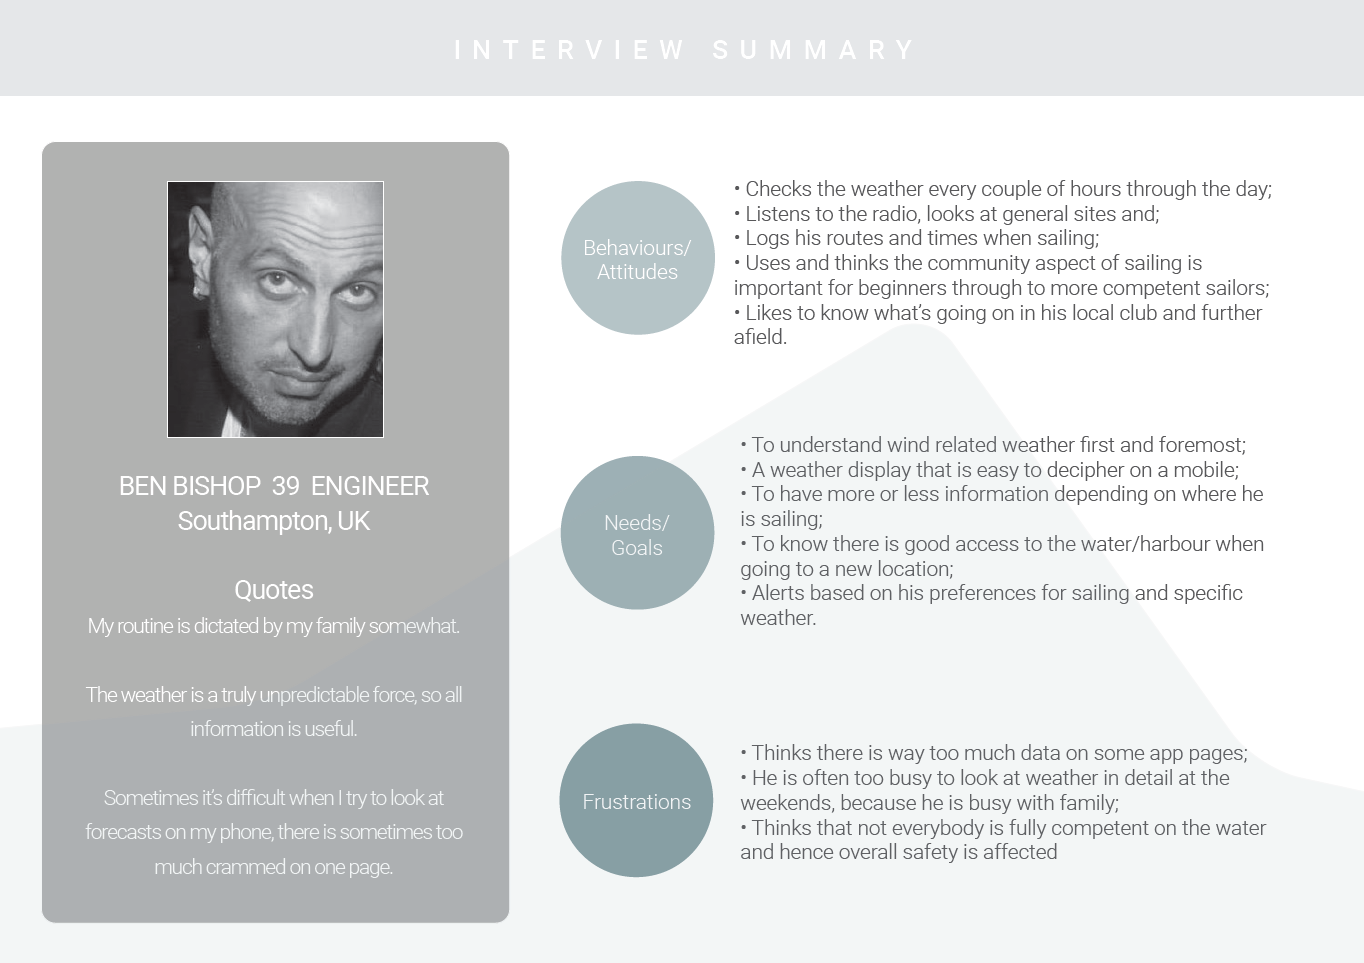 INTERVIEW SUMMARY
BEN BISHOP 39 ENGINEER
Southampton, UK
Quotes
My routine is dictated by my family somewhat.
The weather is a truly unpredictable force, so all
information is useful.
Sometimes it’s difficult when I try to look at
forecasts on my phone, there is sometimes too
much crammed on one page.
Behaviours/
Attitudes
• Checks the weather every couple of hours through the day;
• Listens to the radio, looks at general sites and;
• Logs his routes and times when sailing;
• Uses and thinks the community aspect of sailing is
important for beginners through to more competent sailors;
• Likes to know what’s going on in his local club and further
afield.
Needs/
Goals
• To understand wind related weather first and foremost;
• A weather display that is easy to decipher on a mobile;
• To have more or less information depending on where he
is sailing;
• To know there is good access to the water/harbour when
going to a new location;
• Alerts based on his preferences for sailing and specific
weather.
Frustrations
• Thinks there is way too much data on some app pages;
• He is often too busy to look at weather in detail at the
weekends, because he is busy with family;
• Thinks that not everybody is fully competent on the water
and hence overall safety is affected